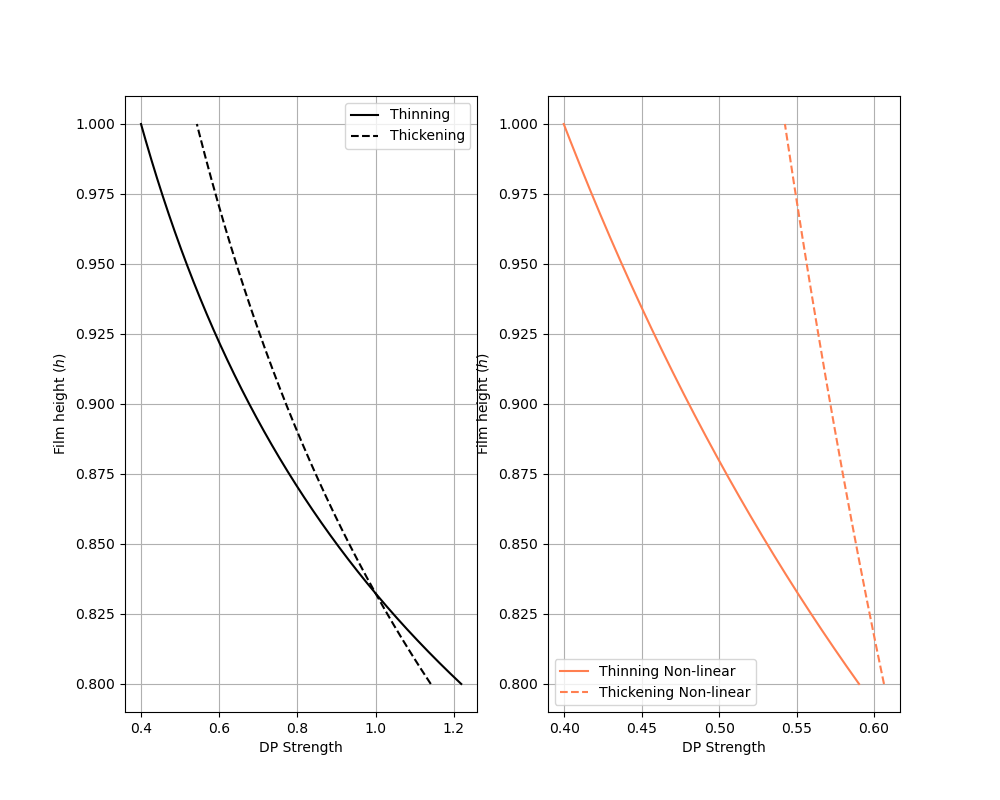 Thinning
Thickening
1.000
0.975
0.950
0.925
0.900
0.875
0.850
0.825
0.800
Film height (h)
0.4 0.6 0.8 1.0 1.2
DP Strength
1.000
0.975
0.950
0.925
0.900
0.875
0.850
0.825
0.800
Film height (h)
Thinning Non-linear
Thickening Non-linear
0.40 0.45 0.50 0.55 0.60
DP Strength